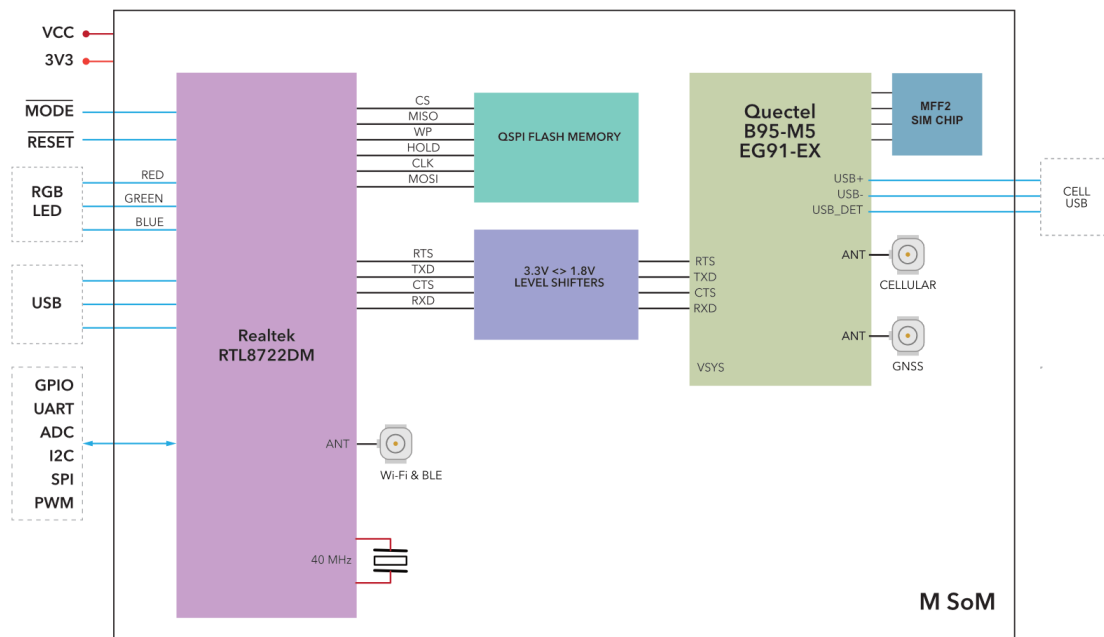 VCC
3V3
MODE
RESET
RGB
LED
RED
GREEN
BLUE
USB
GPIO
UART
ADC
I2C
SPI
PWM
Realtek
RTL8722DM
CS
MISO
WP
HOLD
CLK
MOSI
QSPI FLASH MEMORY
RTS
TXD
CTS
RXD
3.3V <> 1.8V
LEVEL SHIFTERS
RTS
TXD
CTS
RXD
Quectel
B95-M5
EG91-EX
MFF2
SIM CHIP
USB+
USB-
USB_DET
CELL
USB
ANT
CELLULAR
ANT
GNSS
VSYS
ANT
Wi-Fi & BLE
40 MHz
M SoM